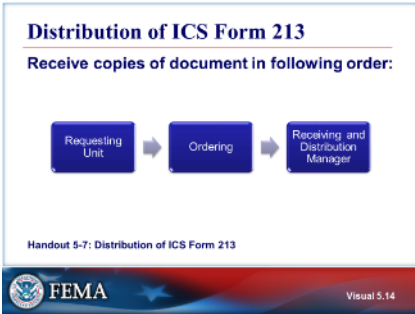 Distribution of ICS Form 213
Receive copies of document in following order:
Requesting
Unit
Ordering
Receiving and
Distribution
Manager
Handout 5-7: Distribution of ICS Form 213
FEMA
Visual 5.14